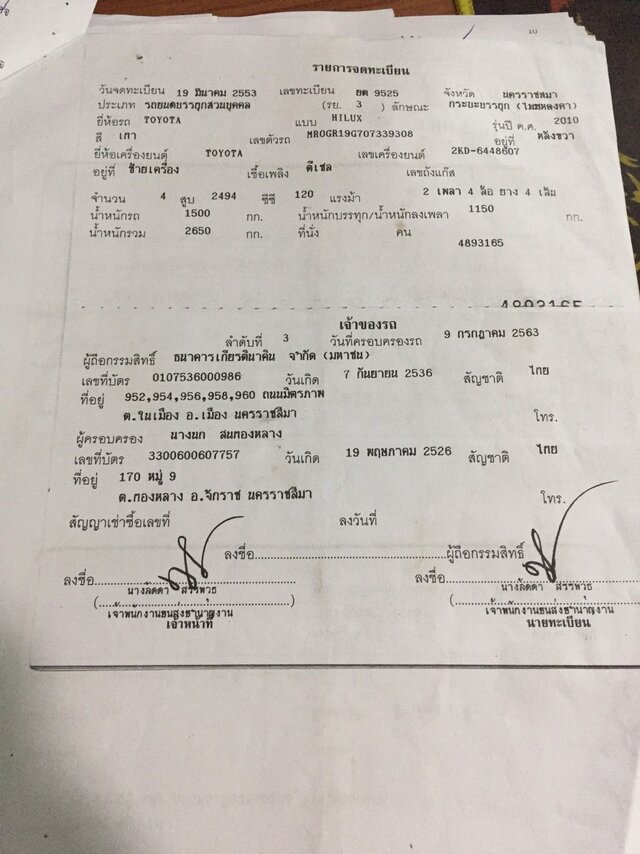 รายการจดทะเบียน
วันจดทะเบียน 19 มีนาคม 2553 เลขทะเบียน ยต 9525 จังหวัด นครราชสีมา
ประเภท รถยนต์บรรทุกส่วนบุคคล (รย. 3 ) ลักษณะ กระบะบรรทุก (ไม่มีหลังคา)
ยี่ห้อรถ TOYOTA แบบ HILUX รุ่นปี ค.ศ. 2010
สี เทา เลขตัวรถ MROGR19G707339308 อยู่ที่ หลังขวา
ยี่ห้อเครื่องยนต์ TOYOTA เลขเครื่องยนต์ 2KD-6448607
อยู่ที่ ซ้ายเครื่อง เชื้อเพลิง ดีเซล เลขถังแก๊ส
จำนวน 4 สูบ 2494 ซีซี 120 แรงม้า 2 เพลา 4 ล้อ ยาง 4 เส้น
น้ำหนักรถ 1500 กก. น้ำหนักบรรทุก/น้ำหนักลงเพลา 1150 กก.
น้ำหนักรวม 2650 กก. ที่นั่ง คน
4893165
4893165
เจ้าของรถ
ลำดับที่ 3 วันที่ครอบครองรถ 9 กรกฎาคม 2563
ผู้ถือกรรมสิทธิ์ ธนาคารเกียรตินาคิน จำกัด (มหาชน)
เลขที่บัตร 0107536000986 วันเกิด 7 กันยายน 2536 สัญชาติ ไทย
ที่อยู่ 952,954,956,958,960 ถนนมิตรภาพ
ต.ในเมือง อ.เมือง นครราชสีมา โทร.
ผู้ครอบครอง นางนก สนทองหลาง
เลขที่บัตร 3300600607757 วันเกิด 19 พฤษภาคม 2526 สัญชาติ ไทย
ที่อยู่ 170 หมู่ 9
ต.ทองหลาง อ.จักราช นครราชสีมา โทร.
สัญญาเช่าซื้อเลขที่ ลงวันที่
ลงชื่อ ผู้ถือกรรมสิทธิ์
ลงชื่อ ลงชื่อ
นางลัดดา สรรพวุธ นางลัดดา สรรพวุธ
เจ้าพนักงานขนส่งชำนาญงาน เจ้าพนักงานขนส่งชำนาญงาน
เจ้าหน้าที่ นายทะเบียน